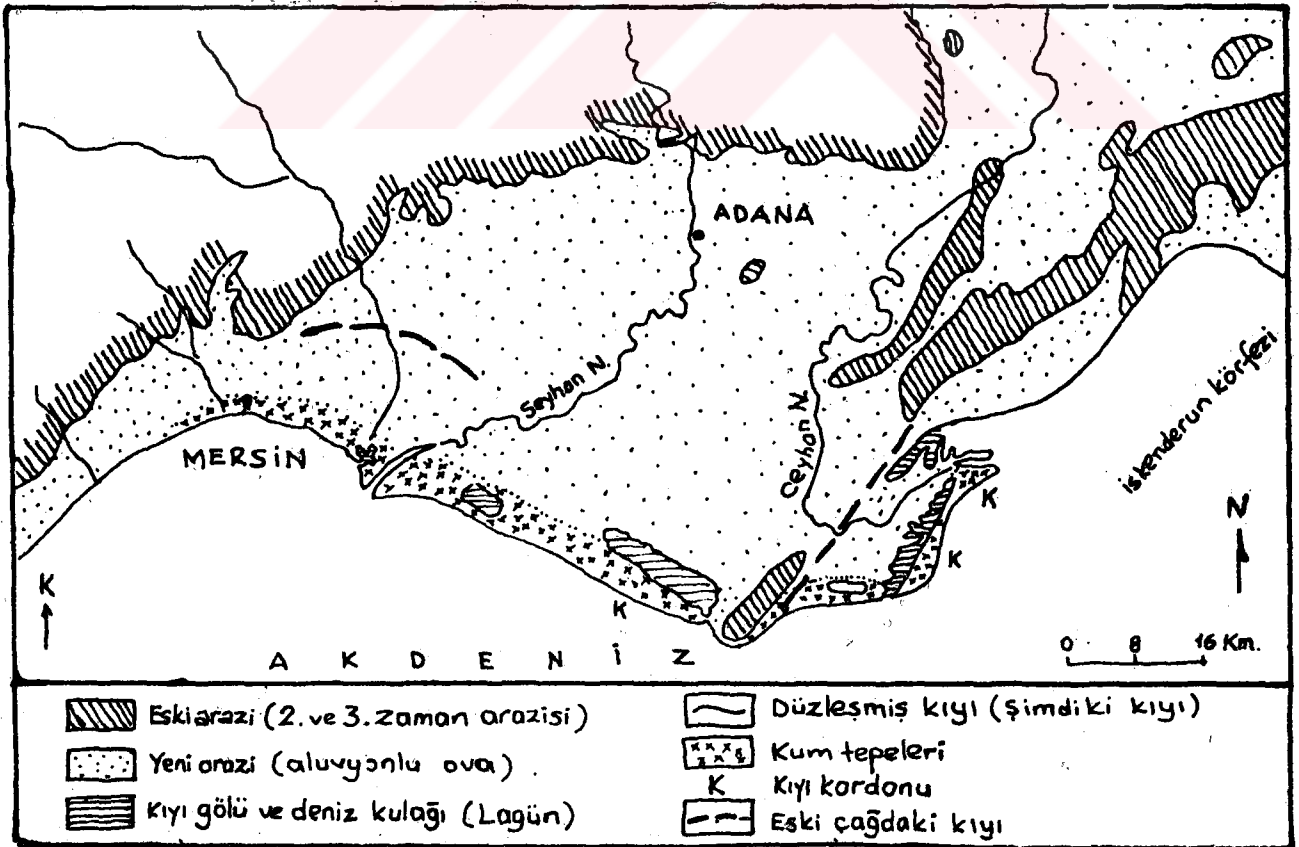 ADANA
Seyhan N.
Ceyhan N.
MERSİN
İskenderun körfezi
N
K
K
K
K
A K D E N İ Z
0 8 16 Km.
Eski arazi (2. ve 3. zaman arazisi)
Yeni arazi (aluvyonlu ova)
Kıyı gölü ve deniz kulağı (Lagün)
Düzleşmiş kıyı (Şimdiki kıyı)
Kum tepeleri
K Kıyı kordonu
Eski çağdaki kıyı